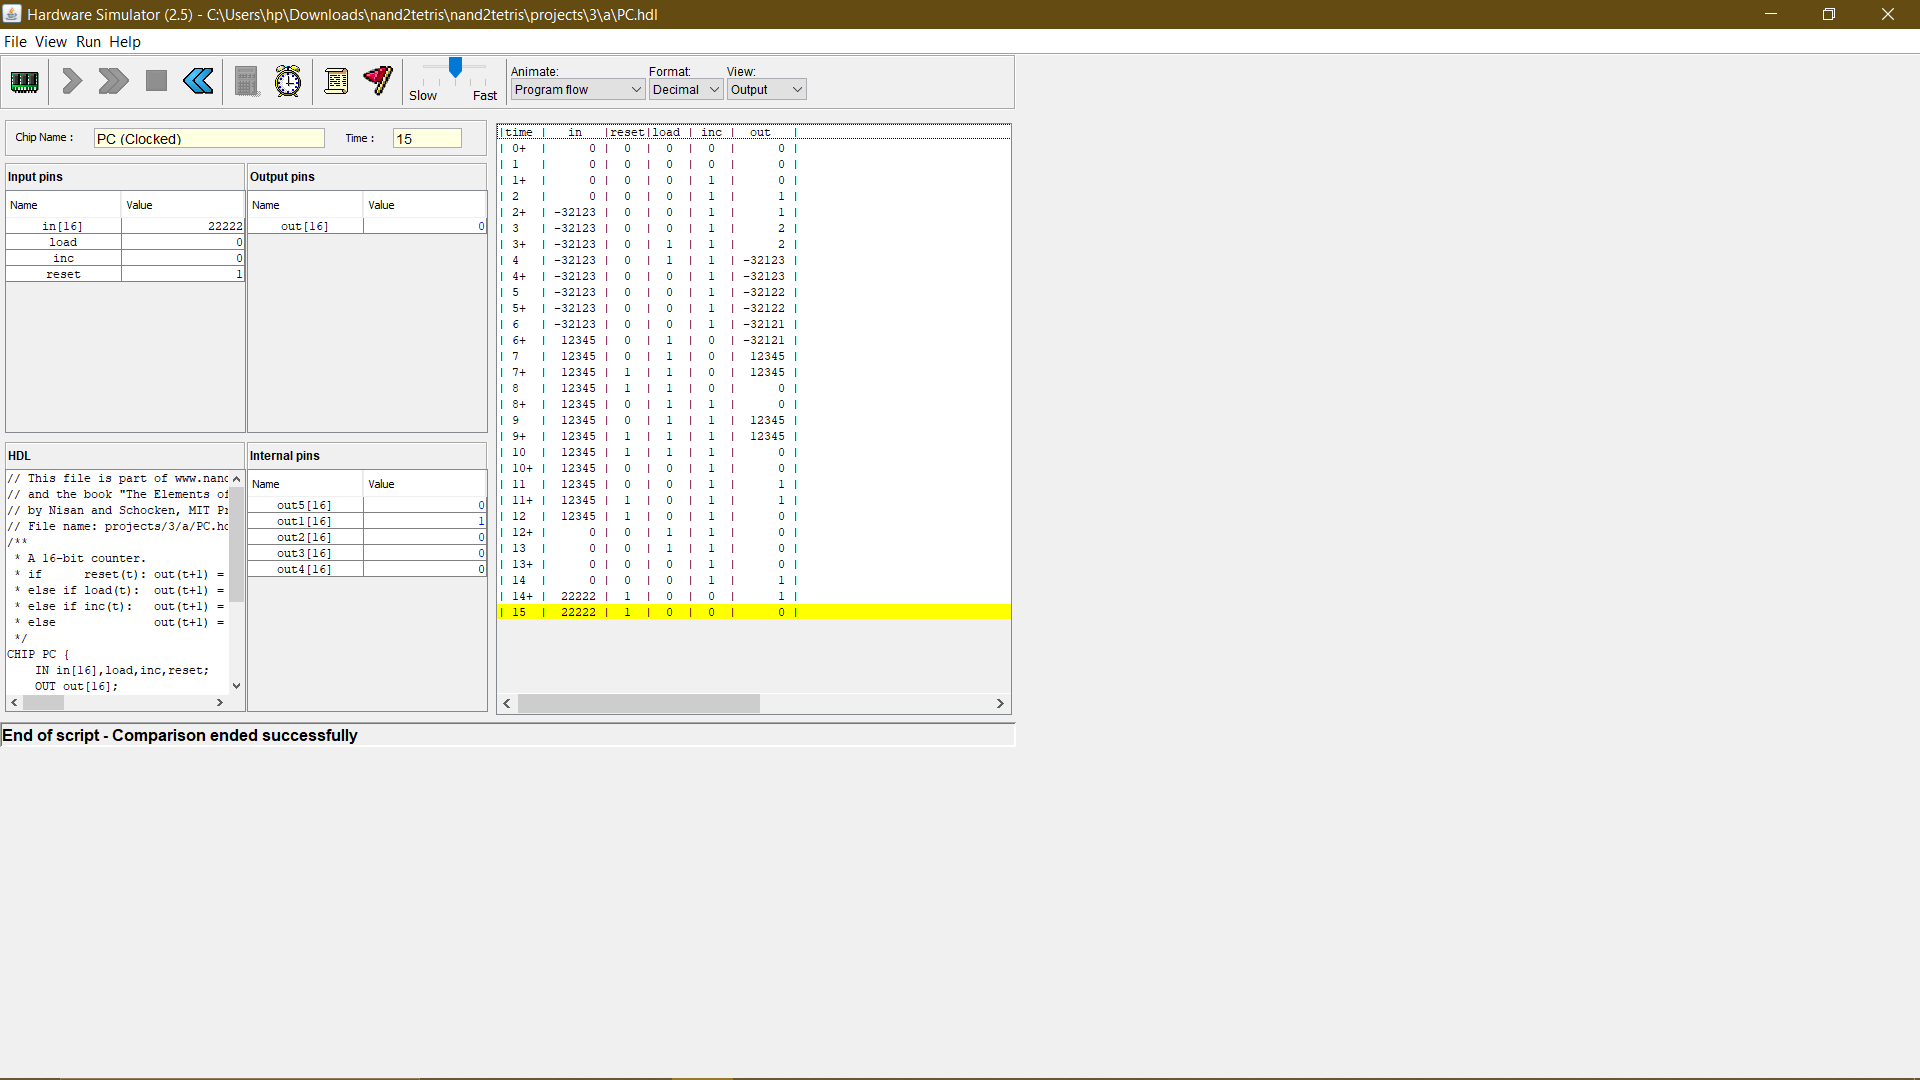 Hardware Simulator (2.5) - C:\Users\hp\Downloads\nand2tetris\nand2tetris\projects\3\a\PC.hdl
File View Run Help
Slow Fast
Animate: Format: View:
Program flow Decimal Output
Chip Name : PC (Clocked) Time : 15
Input pins
Name Value
in[16] 22222
load 0
inc 0
reset 1
Output pins
Name Value
out[16] 0
HDL
// This file is part of www.nand
// and the book "The Elements of
// by Nisan and Schocken, MIT Pr
// File name: projects/3/a/PC.hd
/**
* A 16-bit counter.
* if reset(t): out(t+1) =
* else if load(t): out(t+1) =
* else if inc(t): out(t+1) =
* else out(t+1) =
*/
CHIP PC {
IN in[16],load,inc,reset;
OUT out[16];
Internal pins
Name Value
out5[16] 0
out1[16] 1
out2[16] 0
out3[16] 0
out4[16] 0
|time | in |reset|load | inc | out |
| 0+ | 0 | 0 | 0 | 0 | 0 |
| 1 | 0 | 0 | 0 | 0 | 0 |
| 1+ | 0 | 0 | 0 | 1 | 0 |
| 2 | 0 | 0 | 0 | 1 | 1 |
| 2+ | -32123 | 0 | 0 | 1 | 1 |
| 3 | -32123 | 0 | 0 | 1 | 2 |
| 3+ | -32123 | 0 | 1 | 1 | 2 |
| 4 | -32123 | 0 | 1 | 1 | -32123 |
| 4+ | -32123 | 0 | 0 | 1 | -32123 |
| 5 | -32123 | 0 | 0 | 1 | -32122 |
| 5+ | -32123 | 0 | 0 | 1 | -32122 |
| 6 | -32123 | 0 | 0 | 1 | -32121 |
| 6+ | 12345 | 0 | 1 | 0 | -32121 |
| 7 | 12345 | 0 | 1 | 0 | 12345 |
| 7+ | 12345 | 1 | 1 | 0 | 12345 |
| 8 | 12345 | 1 | 1 | 0 | 0 |
| 8+ | 12345 | 0 | 1 | 1 | 0 |
| 9 | 12345 | 0 | 1 | 1 | 12345 |
| 9+ | 12345 | 1 | 1 | 1 | 12345 |
| 10 | 12345 | 1 | 1 | 1 | 0 |
| 10+ | 12345 | 0 | 0 | 1 | 0 |
| 11 | 12345 | 0 | 0 | 1 | 1 |
| 11+ | 12345 | 1 | 0 | 1 | 1 |
| 12 | 12345 | 1 | 0 | 1 | 0 |
| 12+ | 0 | 0 | 1 | 1 | 0 |
| 13 | 0 | 0 | 1 | 1 | 0 |
| 13+ | 0 | 0 | 0 | 1 | 0 |
| 14 | 0 | 0 | 0 | 1 | 1 |
| 14+ | 22222 | 1 | 0 | 0 | 1 |
| 15 | 22222 | 1 | 0 | 0 | 0 |
End of script - Comparison ended successfully